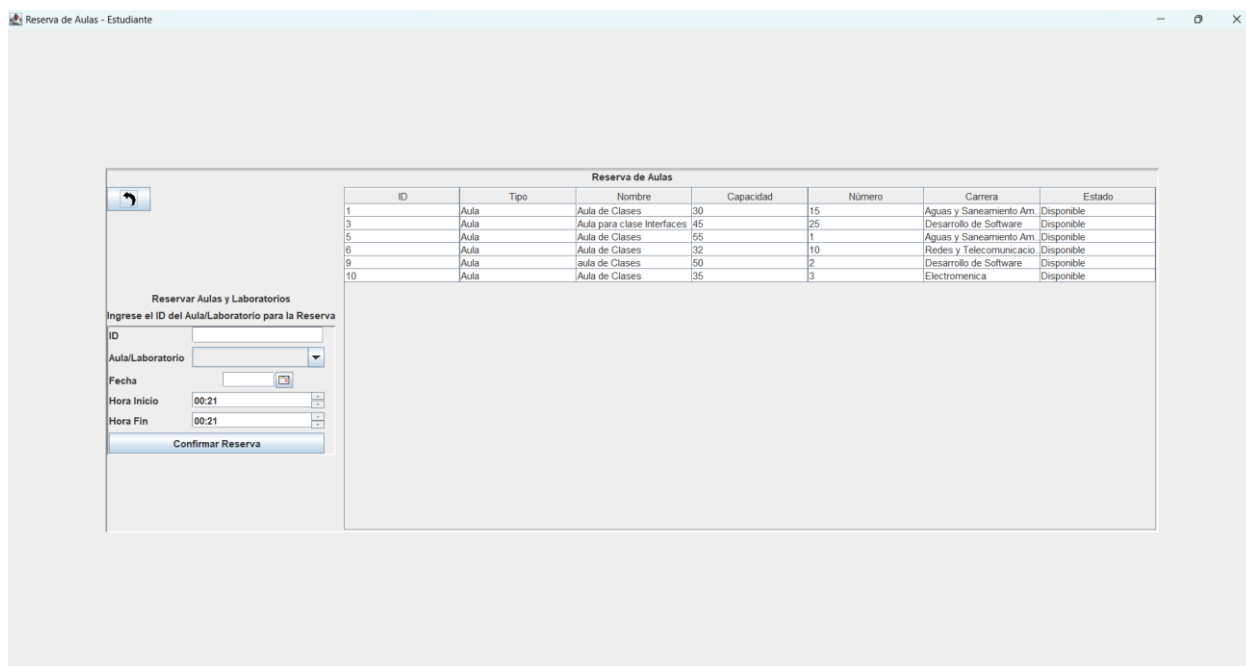 Reserva de Aulas - Estudiante
Reserva de Aulas
ID Tipo Nombre Capacidad Número Carrera Estado
1 Aula Aula de Clases 30 15 Aguas y Saneamiento Am... Disponible
3 Aula Aula para clase Interfaces 45 25 Desarrollo de Software Disponible
5 Aula Aula de Clases 55 1 Aguas y Saneamiento Am... Disponible
6 Aula Aula de Clases 32 10 Redes y Telecomunicacio... Disponible
9 Aula aula de Clases 50 2 Desarrollo de Software Disponible
10 Aula Aula de Clases 35 3 Electromenica Disponible
Reservar Aulas y Laboratorios
Ingrese el ID del Aula/Laboratorio para la Reserva
ID
Aula/Laboratorio
Fecha
Hora Inicio 00:21
Hora Fin 00:21
Confirmar Reserva